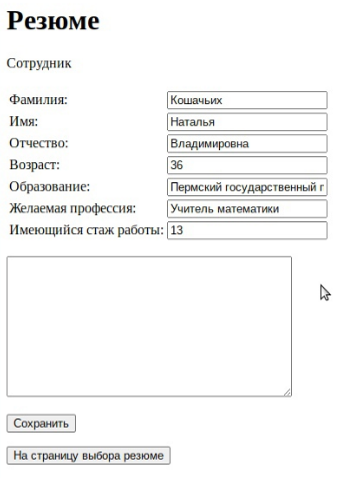 Резюме
Сотрудник
Фамилия: Кошачьих
Имя: Наталья
Отчество: Владимировна
Возраст: 36
Образование: Пермский государственный г
Желаемая профессия: Учитель математики
Имеющийся стаж работы: 13
Сохранить
На страницу выбора резюме